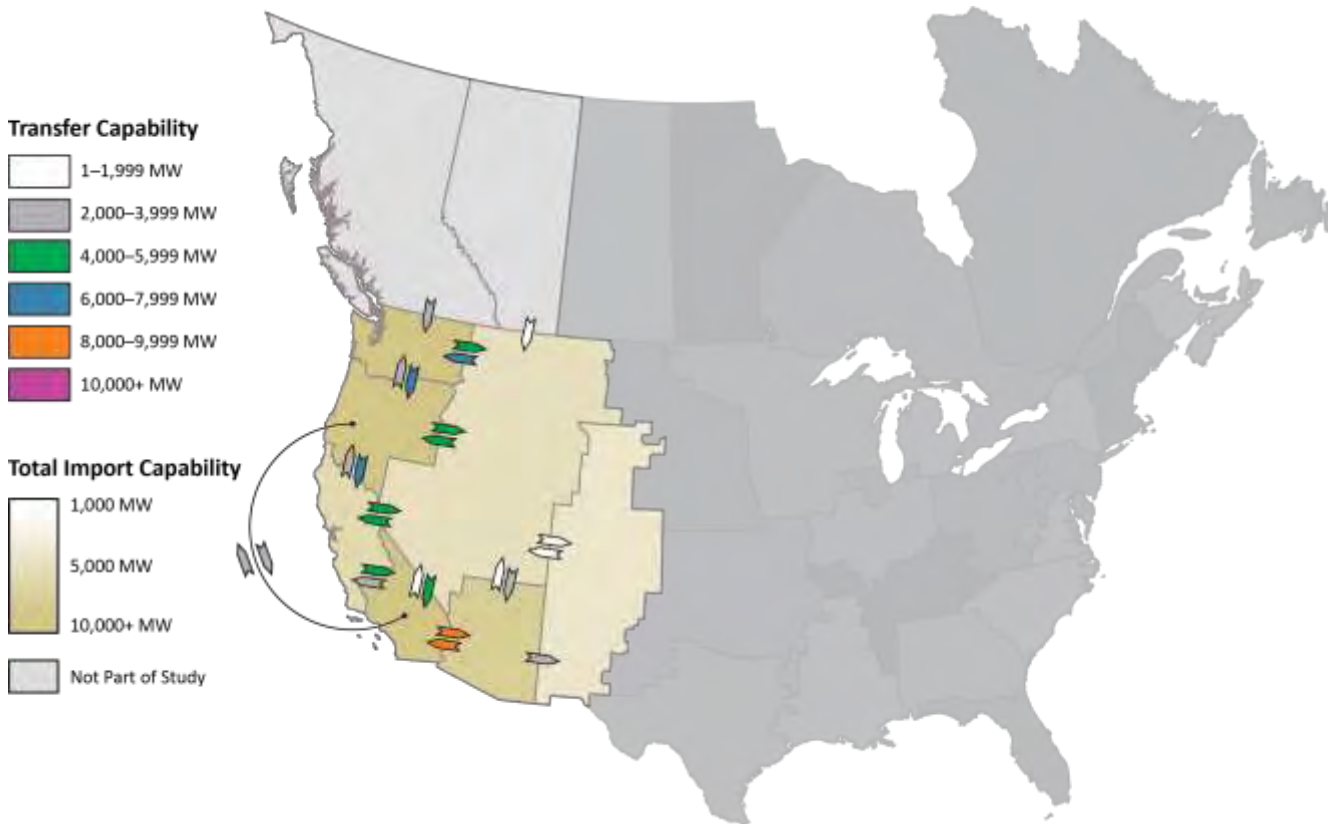 Transfer Capability
1–1,999 MW
2,000–3,999 MW
4,000–5,999 MW
6,000–7,999 MW
8,000–9,999 MW
10,000+ MW
Total Import Capability
1,000 MW
5,000 MW
10,000+ MW
Not Part of Study